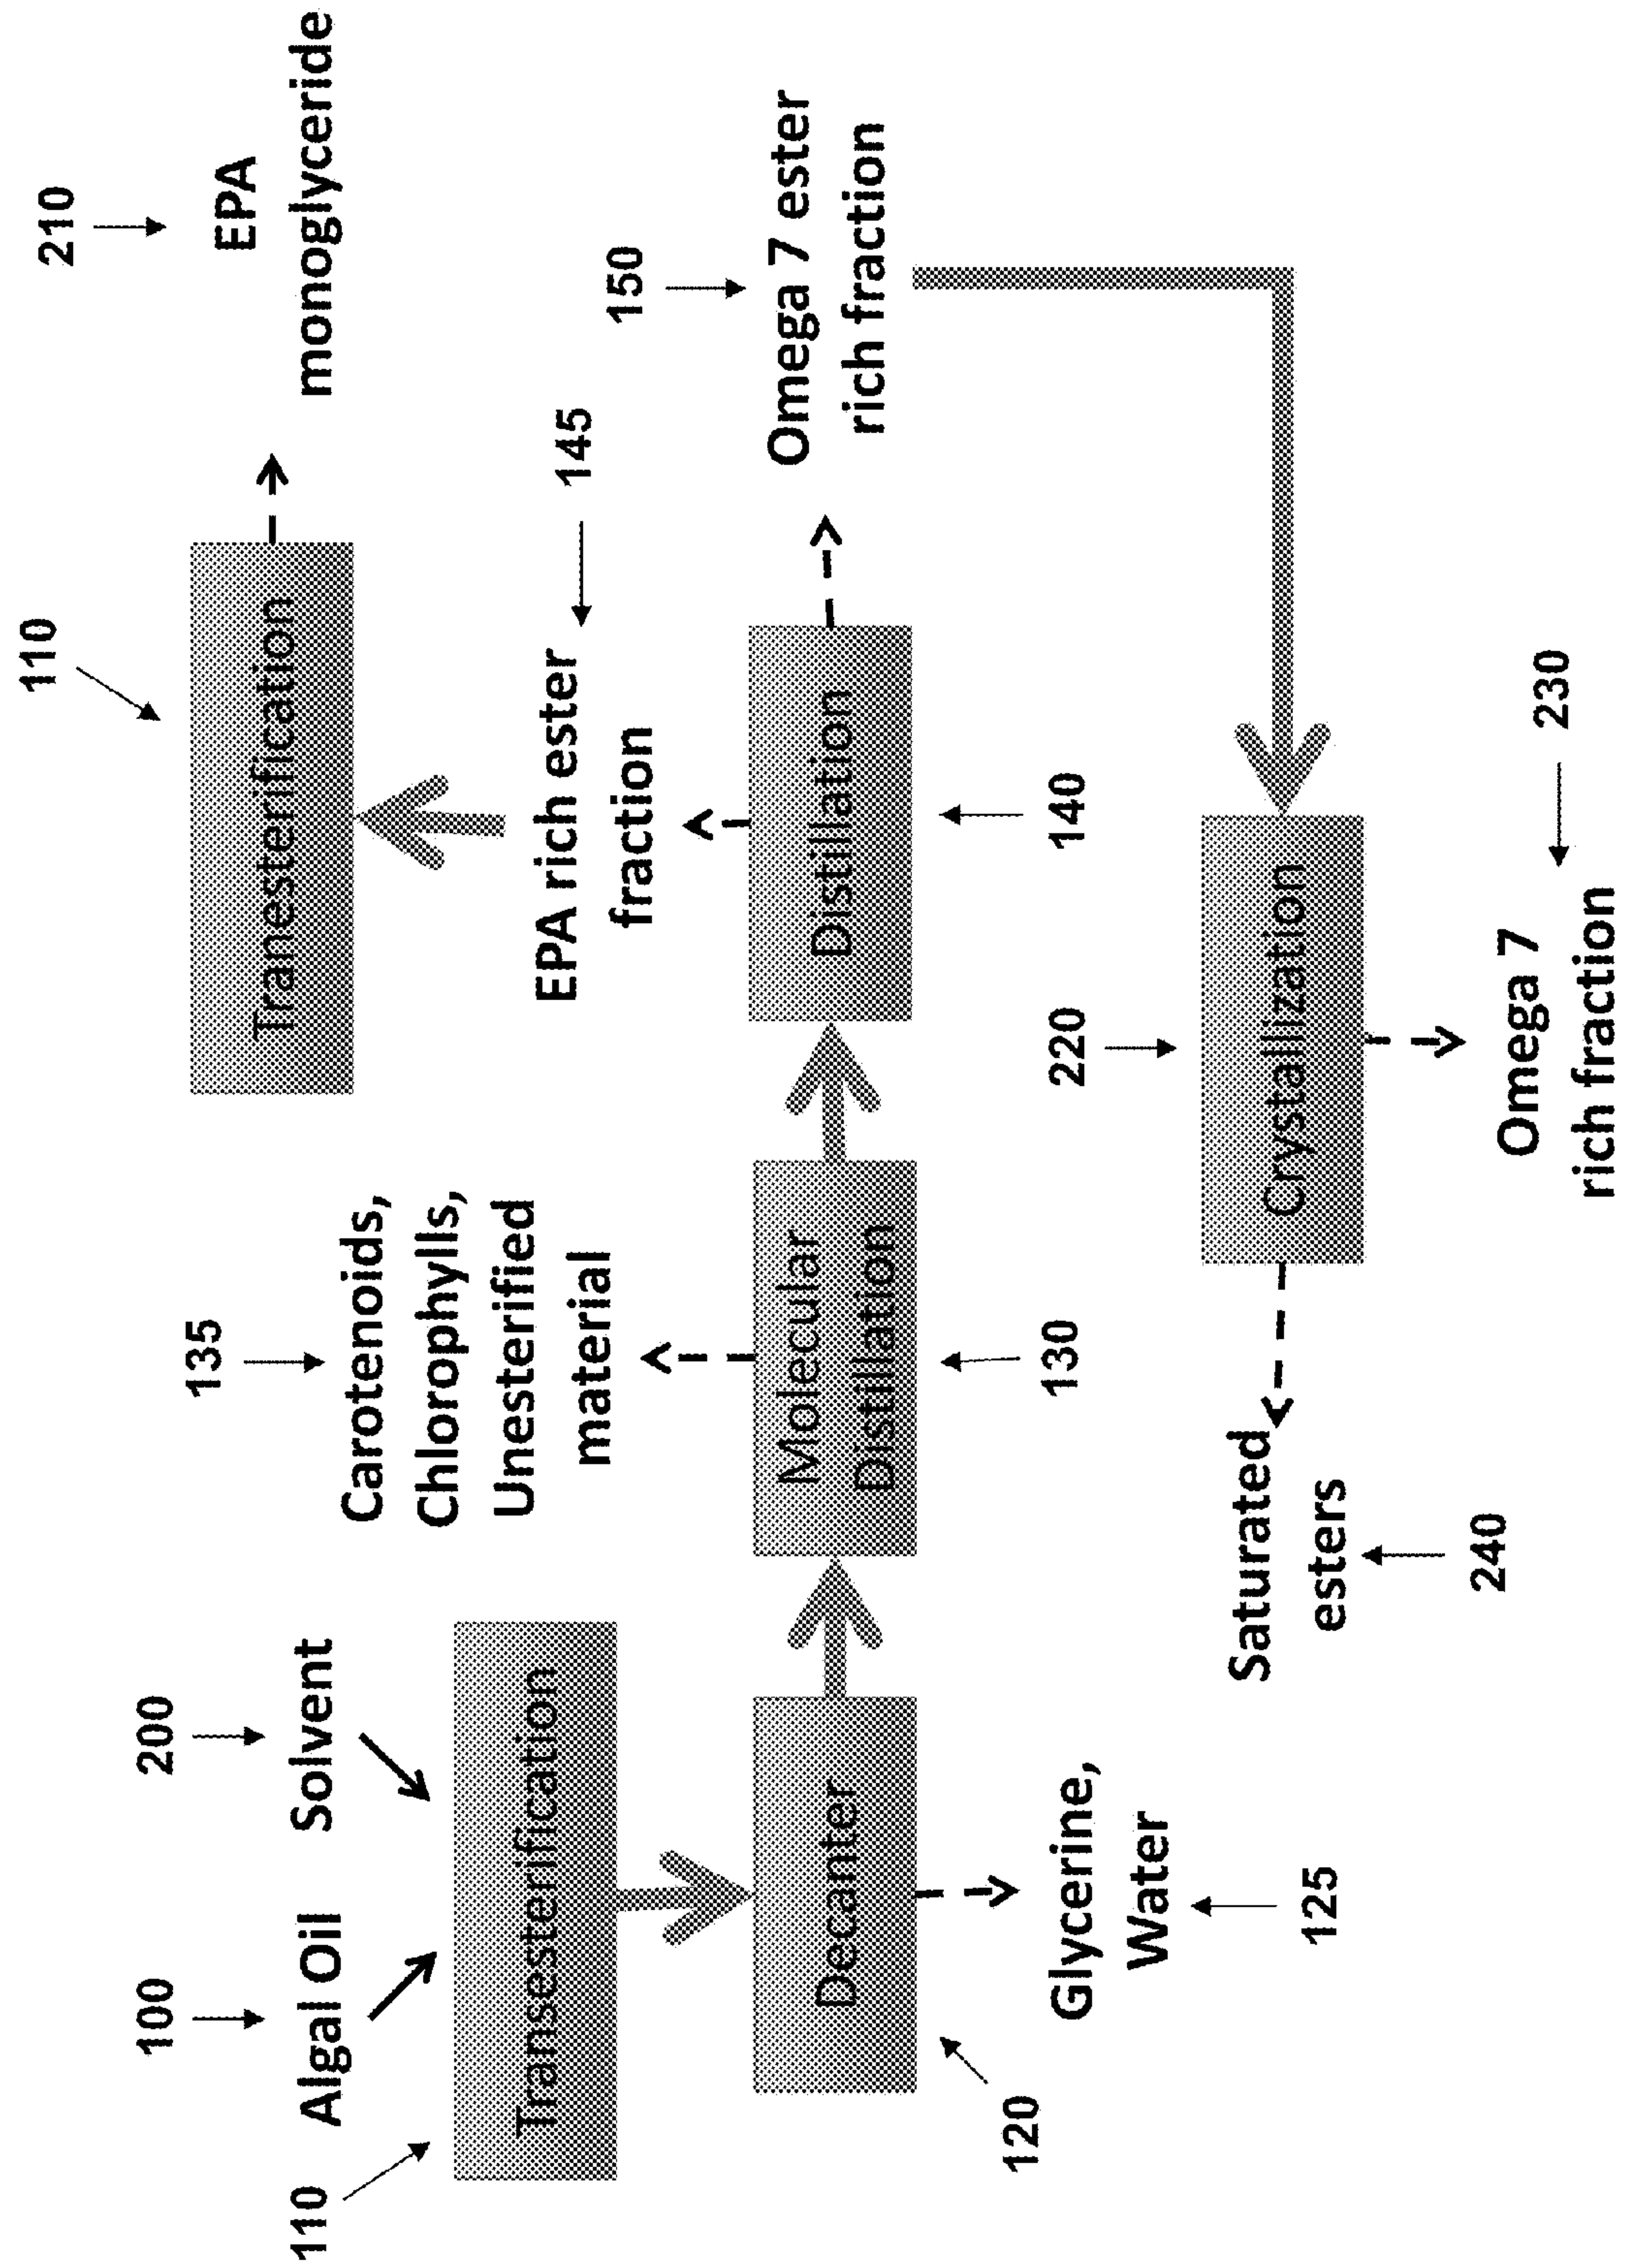 110
210
EPA
monoglyceride
Tranesterification
100
200
135
Algal Oil
Solvent
110
Carotenoids,
Chlorophylls,
Unesterified
material
EPA rich ester
fraction
145
150
Transesterification
Decanter
Molecular
Distillation
Distillation
Omega 7 ester
rich fraction
120
Glycerine,
Water
125
130
140
220
Saturated
esters
240
Crystallization
230
Omega 7
rich fraction